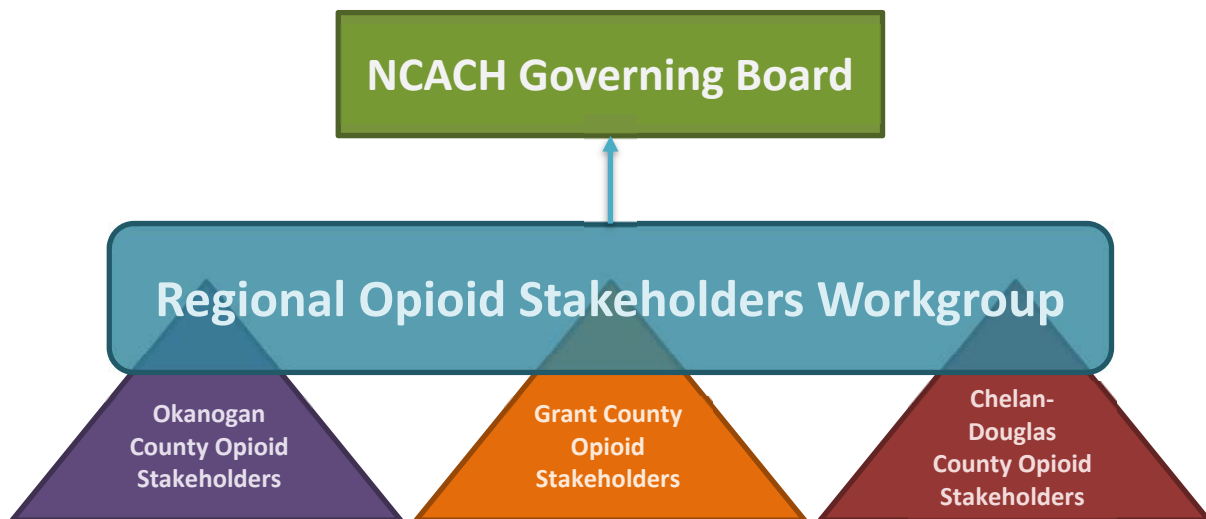 NCACH Governing Board
Regional Opioid Stakeholders Workgroup
Okanogan
County Opioid
Stakeholders
Grant County
Opioid
Stakeholders
Chelan-
Douglas
County Opioid
Stakeholders